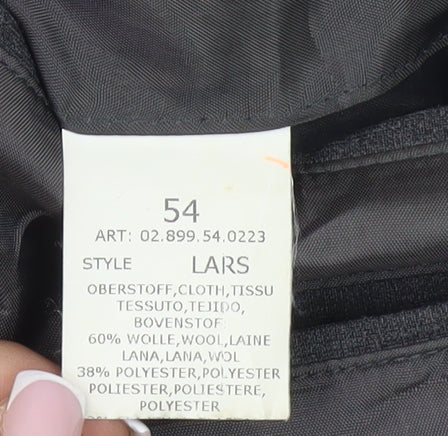 54
ART: 02.899.54.0223
STYLE LARS
OBERSTOFF,CLOTH,TISSU
TESSUTO,TEJIDO,
BOVENSTOF:
60% WOLLE,WOOL,LAINE
LANA,LANA,WOL
38% POLYESTER,POLYESTER
POLIESTER,POLIESTERE,
POLYESTER